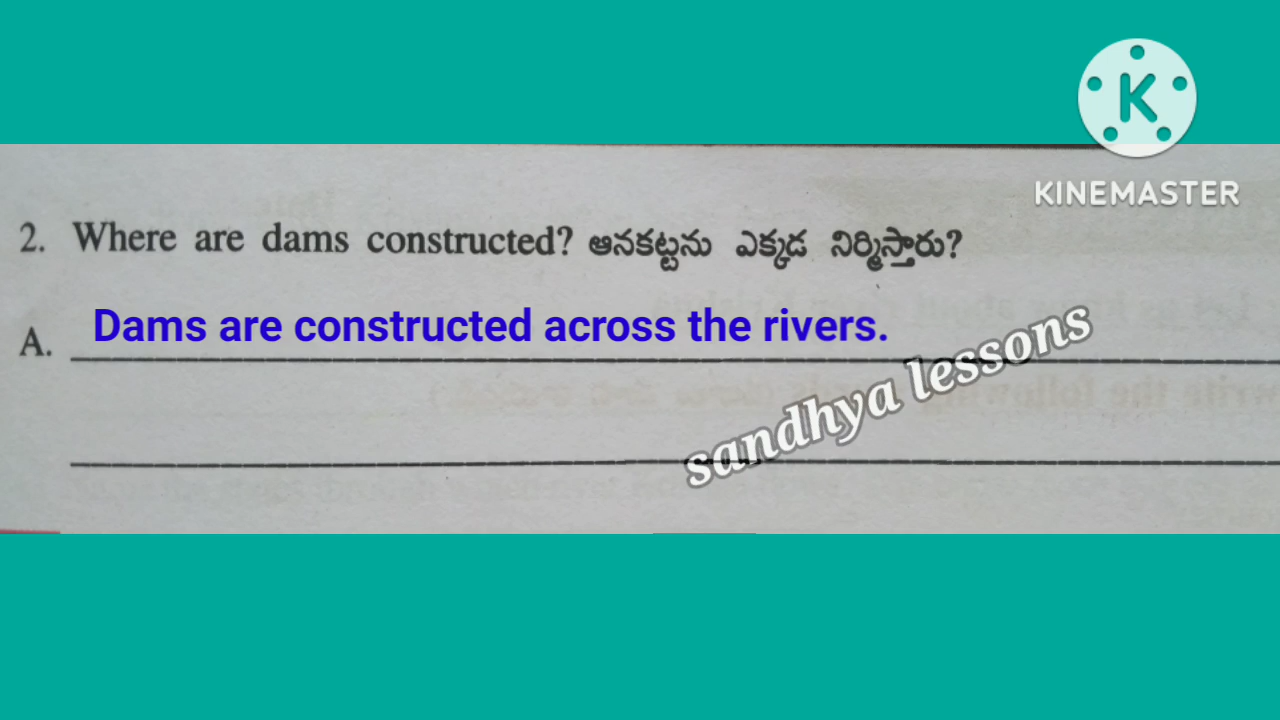 K
KINEMASTER
2. Where are dams constructed? ఆనకట్టను ఎక్కడ నిర్మిస్తారు?
A. Dams are constructed across the rivers.
sandhya lessons